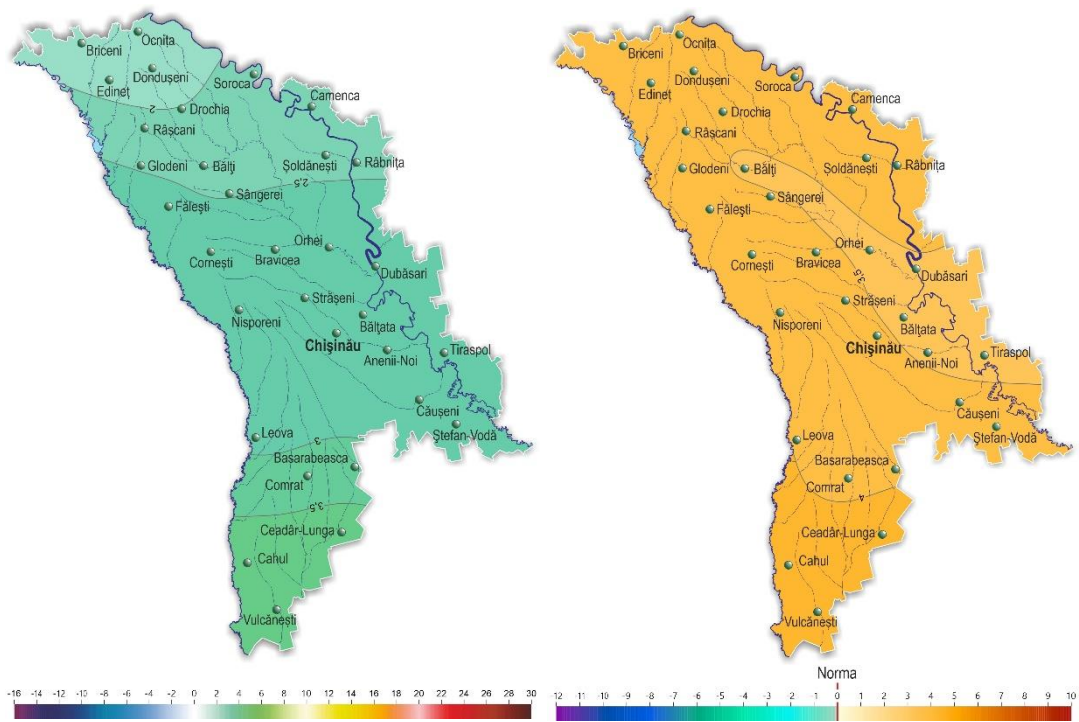 Ocnița
Briceni
Dondușeni
Edineț
Soroca
Camenca
2
Drochia
Râșcani
Glodeni
Bălți
Șoldănești
Râbnița
2,5
Sângerei
Fălești
Orhei
Cornești
Bravicea
Dubăsari
Strășeni
Nisporeni
Bălțata
Chișinău
Anenii-Noi
Tiraspol
Căușeni
Ștefan-Vodă
Leova
3
Basarabeasca
Comrat
3,5
Ceadâr-Lunga
Cahul
Vulcănești
-16 -14 -12 -10 -8 -6 -4 -2 0 2 4 6 8 10 12 14 16 18 20 22 24 26 28 30
Ocnița
Briceni
Dondușeni
Edineț
Soroca
Camenca
Drochia
Râșcani
Glodeni
Bălți
Șoldănești
Râbnița
Sângerei
Fălești
Orhei
Cornești
Bravicea
3,5
Dubăsari
Strășeni
Nisporeni
Bălțata
Chișinău
Anenii-Noi
Tiraspol
Căușeni
Ștefan-Vodă
Leova
Basarabeasca
Comrat
4
Ceadâr-Lunga
Cahul
Vulcănești
Norma
-12 -10 -9 -8 -7 -6 -5 -4 -3 -2 -1 0 1 2 3 4 5 6 7 8 9 10